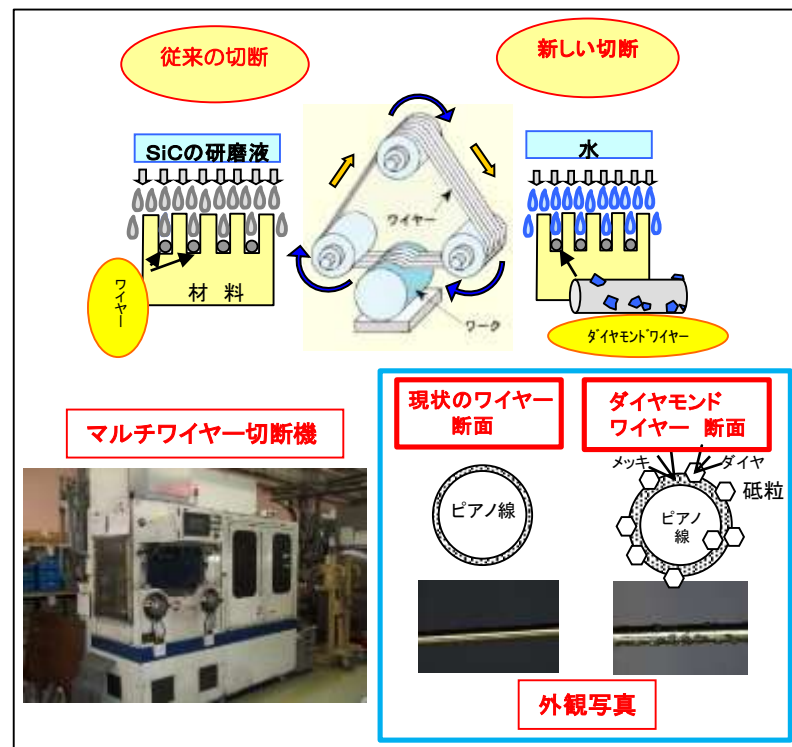 従来の切断
新しい切断
SiCの研磨液
水
ワイヤー
ワーク
ワイヤー
材 料
ダイヤモンドワイヤー
マルチワイヤー切断機
現状のワイヤー
断面
ダイヤモンド
ワイヤー 断面
メッキ
ダイヤ
砥粒
ピアノ線
ピアノ
線
外観写真